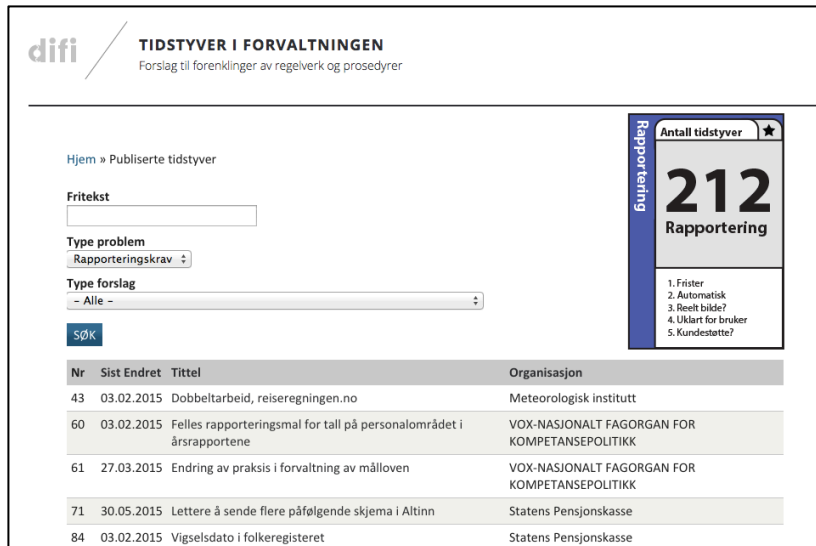 difi
TIDSTYVER I FORVALTNINGEN
Forslag til forenklinger av regelverk og prosedyrer
Hjem » Publiserte tidstyver
Fritekst
Type problem
Rapporteringskrav
Type forslag
– Alle –
SØK
Rapportering
Antall tidstyver
212
Rapportering
1. Frister
2. Automatisk
3. Reelt bilde?
4. Uklart for bruker
5. Kundestøtte?
Nr Sist Endret Tittel Organisasjon
43 03.02.2015 Dobbeltarbeid, reiseregningen.no Meteorologisk institutt
60 03.02.2015 Felles rapporteringsmal for tall på personalområdet i VOX-NASJONALT FAGORGAN FOR
årsrapportene KOMPETANSEPOLITIKK
61 27.03.2015 Endring av praksis i forvaltning av målloven VOX-NASJONALT FAGORGAN FOR
KOMPETANSEPOLITIKK
71 30.05.2015 Lettere å sende flere påfølgende skjema i Altinn Statens Pensjonskasse
84 03.02.2015 Vigselsdato i folkeregisteret Statens Pensjonskasse